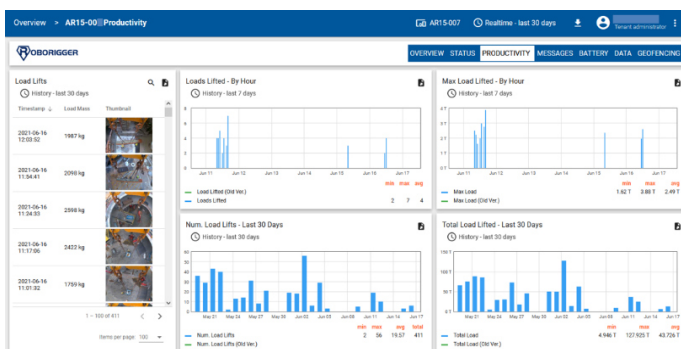 Overview > AR15-00 Productivity
AR15-007 Realtime - last 30 days
Tenant administrator
ROBORIGGER
OVERVIEW STATUS PRODUCTIVITY MESSAGES BATTERY DATA GEOFENCING
Load Lifts
History - last 30 days
Timestamp ↓ Load Mass Thumbnail
2021-06-16
12:03:52 1987 kg
2021-06-16
11:54:41 2090 kg
2021-06-16
11:24:33 2598 kg
2021-06-16
11:17:06 2422 kg
2021-06-16
11:01:32 1759 kg
1 – 100 of 411
Items per page: 100
Loads Lifted - By Hour
History - last 7 days
8
6
4
2
0
Jun 11 Jun 12 Jun 13 Jun 14 Jun 15 Jun 16 Jun 17
min max avg
Load Lifted (Old Ver.)
Loads Lifted 2 7 4
Max Load Lifted - By Hour
History - last 7 days
4 T
3 T
2 T
1 T
0 T
Jun 11 Jun 12 Jun 13 Jun 14 Jun 15 Jun 16 Jun 17
min max avg
Max Load 1.62 T 3.88 T 2.49 T
Max Load (Old Ver.)
Num. Load Lifts - Last 30 Days
History - last 30 days
60
50
40
30
20
10
0
May 21 May 24 May 27 May 30 Jun 02 Jun 05 Jun 08 Jun 11 Jun 14 Jun 17
min max avg total
Num. Load Lifts 2 56 19.57 411
Num. Load Lifts (Old Ver.)
Total Load Lifted - Last 30 Days
History - last 30 days
150 T
100 T
50 T
0 T
May 21 May 24 May 27 May 30 Jun 02 Jun 05 Jun 08 Jun 11 Jun 14 Jun 17
min max avg
Total Load 4.946 T 127.925 T 43.726 T
Total Load (Old Ver.)